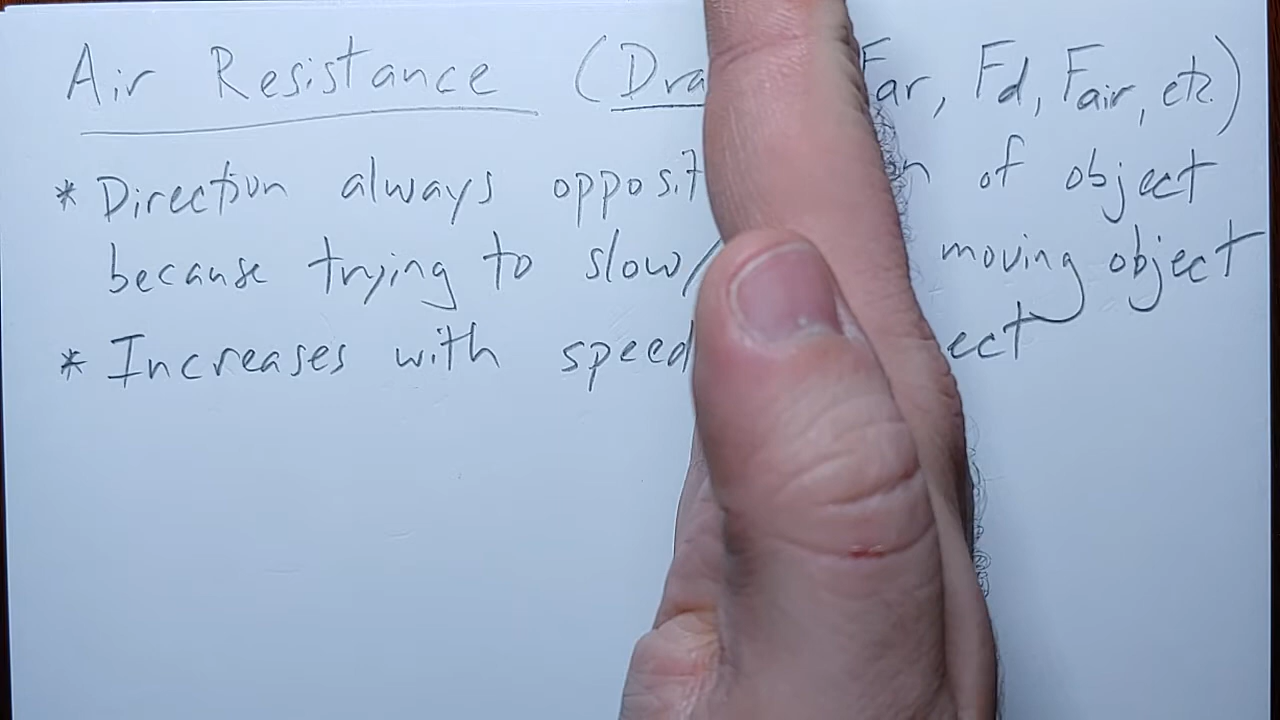 Air Resistance (Dra Far, Fd, Fair, etc.)
* Direction always opposit n of object
because trying to slow/ moving object
* Increases with speed ect